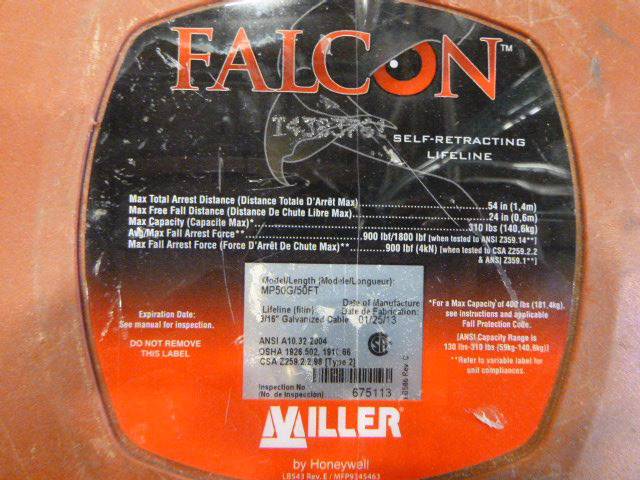 FALCON™
SELF-RETRACTING
LIFELINE
Max Total Arrest Distance (Distance Totale D'Arrêt Max)..........54 in (1,4m)
Max Free Fall Distance (Distance De Chute Libre Max)..........24 in (0,6m)
Max Capacity (Capacite Max)*..........310 lbs (140,6kg)
Avg/Max Fall Arrest Force**..........900 lbf/1800 lbf [when tested to ANSI Z359.14**]
Max Fall Arrest Force (Force D'Arrêt De Chute Max)**..........900 lbf (4kN) [when tested to CSA Z259.2.2
& ANSI Z359.1**]
Model/Length (Modele/Longueur):
MP50G/50FT
Date of Manufacture
Lifeline (filin) Date de Fabrication:
3/16" Galvanized Cable 01/25/13
ANSI A10.32 2004
OSHA 1926.502, 1910.66
CSA Z259.2.2.98 [Type 2]
Inspection No
(No. de Inspeccion) 675113
Expiration Date:
See manual for inspection.
DO NOT REMOVE
THIS LABEL
*For a Max Capacity of 400 lbs (181.4kg),
see instructions and applicable
Fall Protection Code.
[ANSI Capacity Range is
130 lbs-310 lbs (59kg-140,6kg)]
**Refer to variable label for
unit compliances.
MILLER
by Honeywell
LB543 Rev. E / MFP9345463